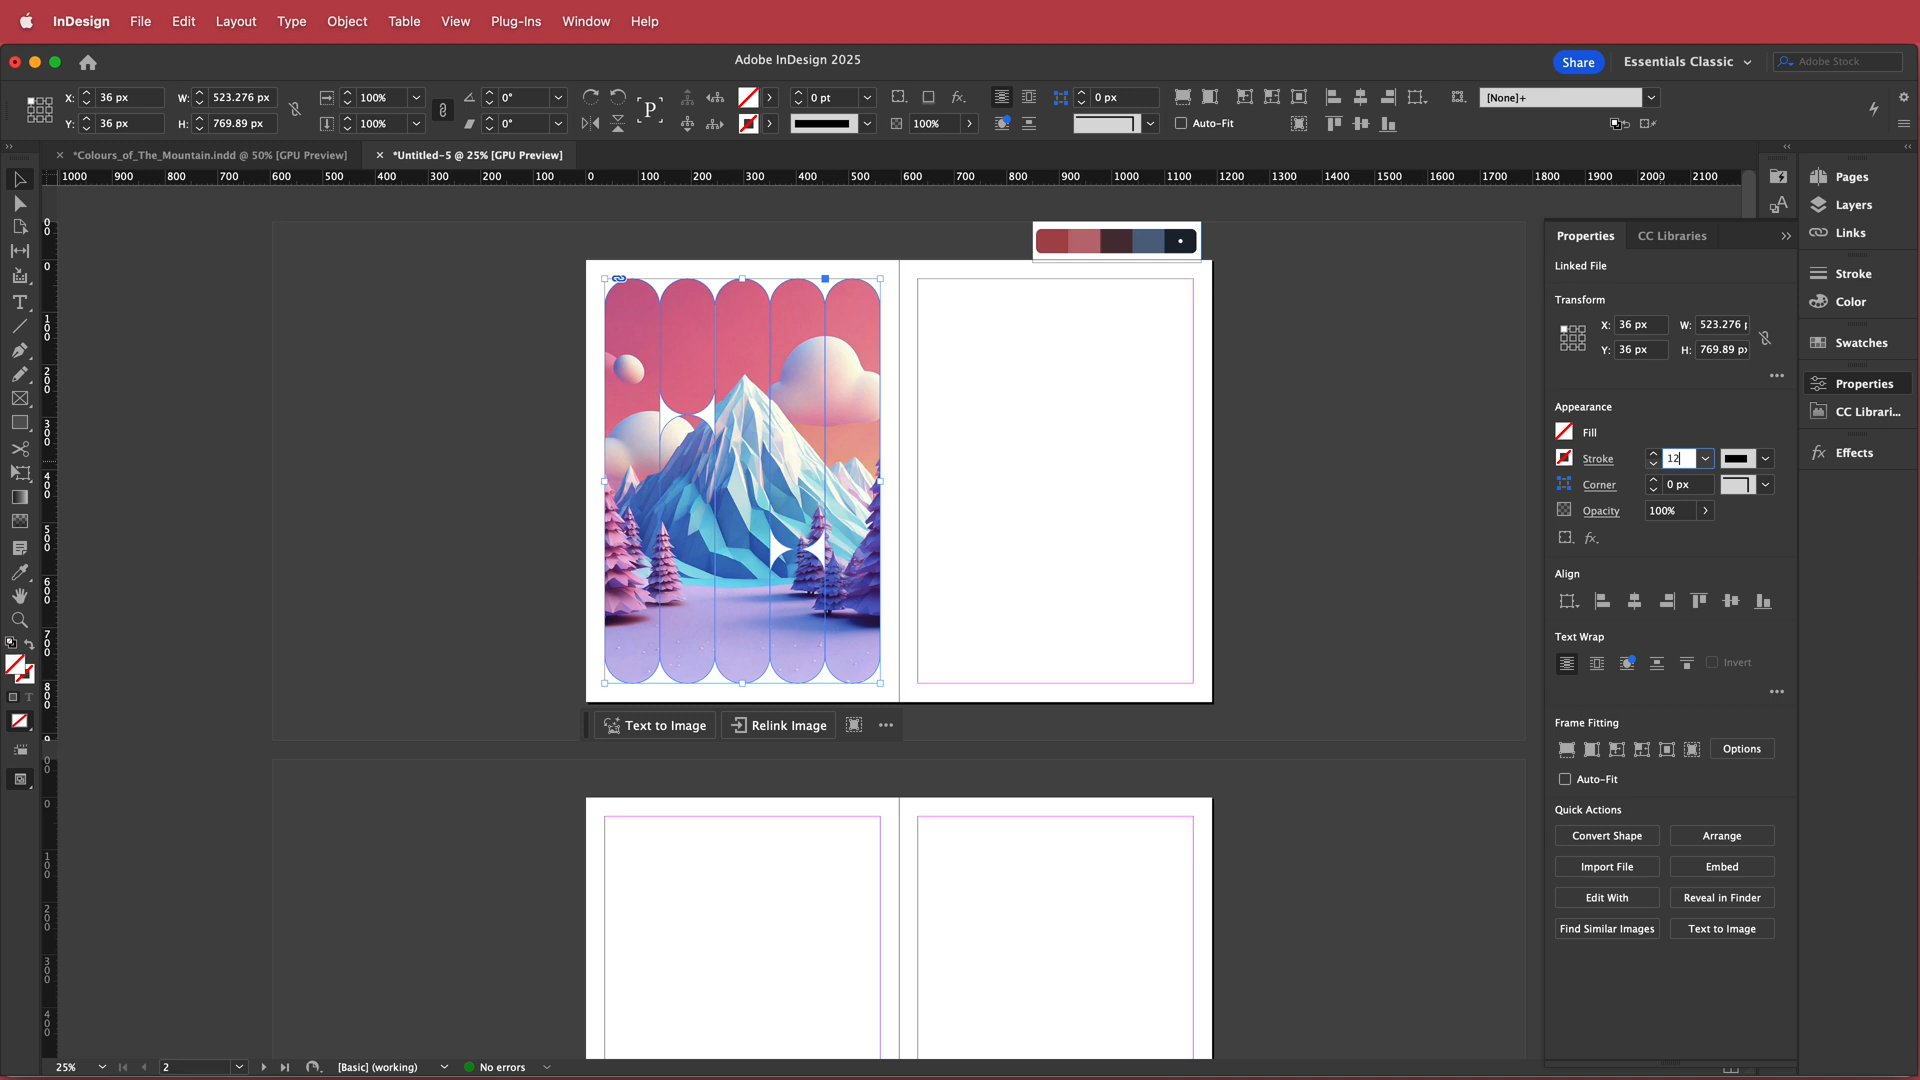 InDesign File Edit Layout Type Object Table View Plug-Ins Window Help
Adobe InDesign 2025
Share Essentials Classic Adobe Stock
X: 36 px W: 523.276 px 100% 0° 0 pt 0 px [None]+
Y: 36 px H: 769.89 px 100% 0° P 100% Auto-Fit
*Colours_of_The_Mountain.indd @ 50% [GPU Preview] *Untitled-5 @ 25% [GPU Preview]
1000 900 800 700 600 500 400 300 200 100 0 100 200 300 400 500 600 700 800 900 1000 1100 1200 1300 1400 1500 1600 1700 1800 1900 2000 2100
Pages
Layers
Links
Stroke
Color
Swatches
Properties
CC Librari...
Effects
Properties CC Libraries
Linked File
Transform
X: 36 px W: 523.276 p
Y: 36 px H: 769.89 px
Appearance
Fill
Stroke 12
Corner 0 px
Opacity 100%
fx.
Align
Text Wrap
Invert
Frame Fitting
Options
Auto-Fit
Quick Actions
Convert Shape Arrange
Import File Embed
Edit With Reveal in Finder
Find Similar Images Text to Image
Text to Image Relink Image
25% 2 [Basic] (working) No errors